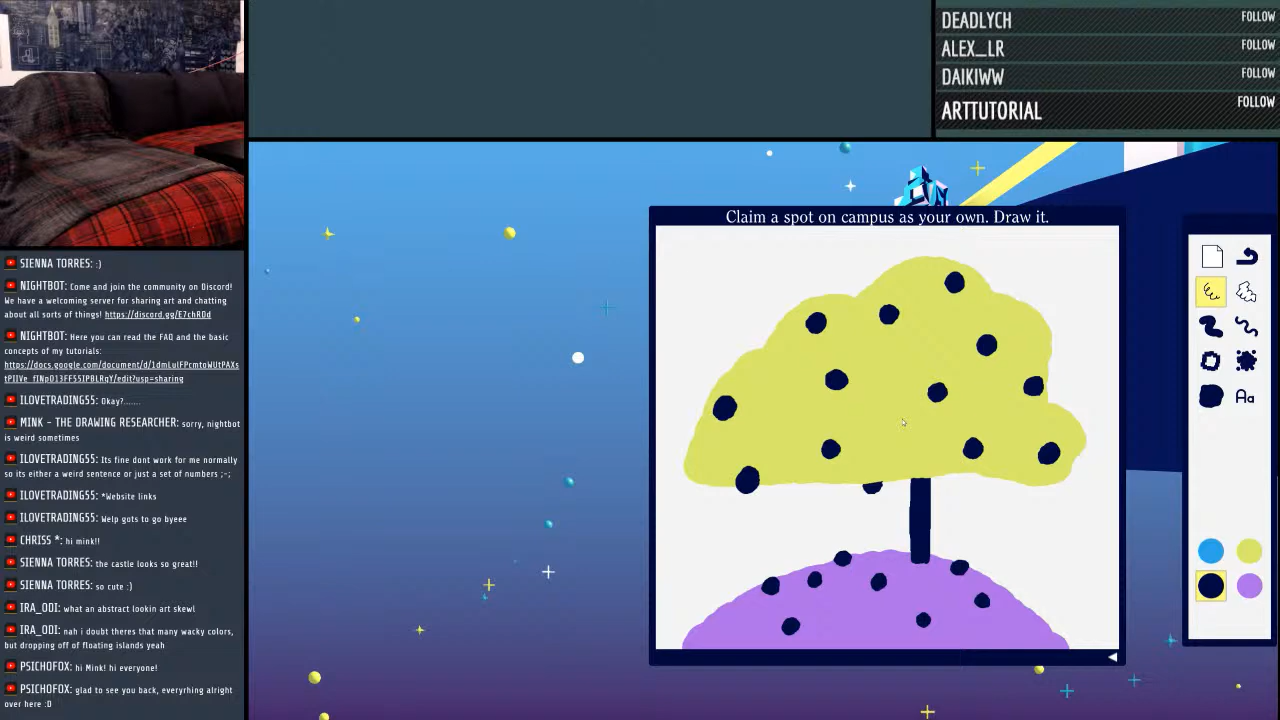 DEADLYCH FOLLOW
ALEX_LR FOLLOW
DAIKIWW FOLLOW
ARTTUTORIAL FOLLOW
Claim a spot on campus as your own. Draw it.
Aa
SIENNA TORRES: :)
NIGHTBOT: Come and join the community on Discord!
We have a welcoming server for sharing art and chatting
about all sorts of things! https://discord.gg/E7chRDd
NIGHTBOT: Here you can read the FAQ and the basic
concepts of my tutorials:
ILOVETRADING55: Okay?.......
MINK - THE DRAWING RESEARCHER: sorry, nightbot
is weird sometimes
ILOVETRADING55: Its fine dont work for me normally
so its either a weird sentence or just a set of numbers ;-;
ILOVETRADING55: *Website links
ILOVETRADING55: Welp gots to go byeee
CHRISS *: hi mink!!
SIENNA TORRES: the castle looks so great!!
SIENNA TORRES: so cute :)
IRA_ODI: what an abstract lookin art skewl
IRA_ODI: nah i doubt theres that many wacky colors,
but dropping off of floating islands yeah
PSICHOFOX: hi Mink! hi everyone!
PSICHOFOX: glad to see you back, everyrhing alright
over here :D